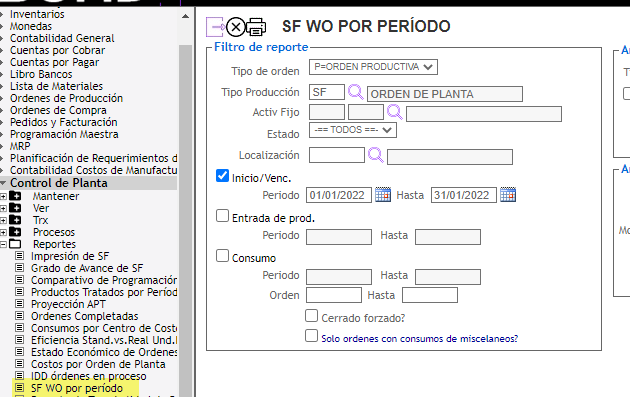 Inventarios
Monedas
Contabilidad General
Cuentas por Cobrar
Cuentas por Pagar
Libro Bancos
Lista de Materiales
Ordenes de Producción
Ordenes de Compra
Pedidos y Facturación
Programación Maestra
MRP
Planificación de Requerimientos d
Contabilidad Costos de Manufactu
Control de Planta
Mantener
Ver
Trx
Procesos
Reportes
Impresión de SF
Grado de Avance de SF
Comparativo de Programación
Productos Tratados por Períod
Proyección APT
Ordenes Completadas
Consumos por Centro de Cost
Eficiencia Stand.vs.Real Und.
Estado Económico de Ordenes
Costos por Orden de Planta
IDD órdenes en proceso
SF WO por período
SF WO POR PERÍODO
Filtro de reporte
Tipo de orden P=ORDEN PRODUCTIVA
Tipo Producción SF ORDEN DE PLANTA
Activ Fijo
Estado -== TODOS ==-
Localización
Inicio/Venc.
Periodo 01/01/2022 Hasta 31/01/2022
Entrada de prod.
Periodo Hasta
Consumo
Periodo Hasta
Orden Hasta
Cerrado forzado?
Solo ordenes con consumos de miscelaneos?